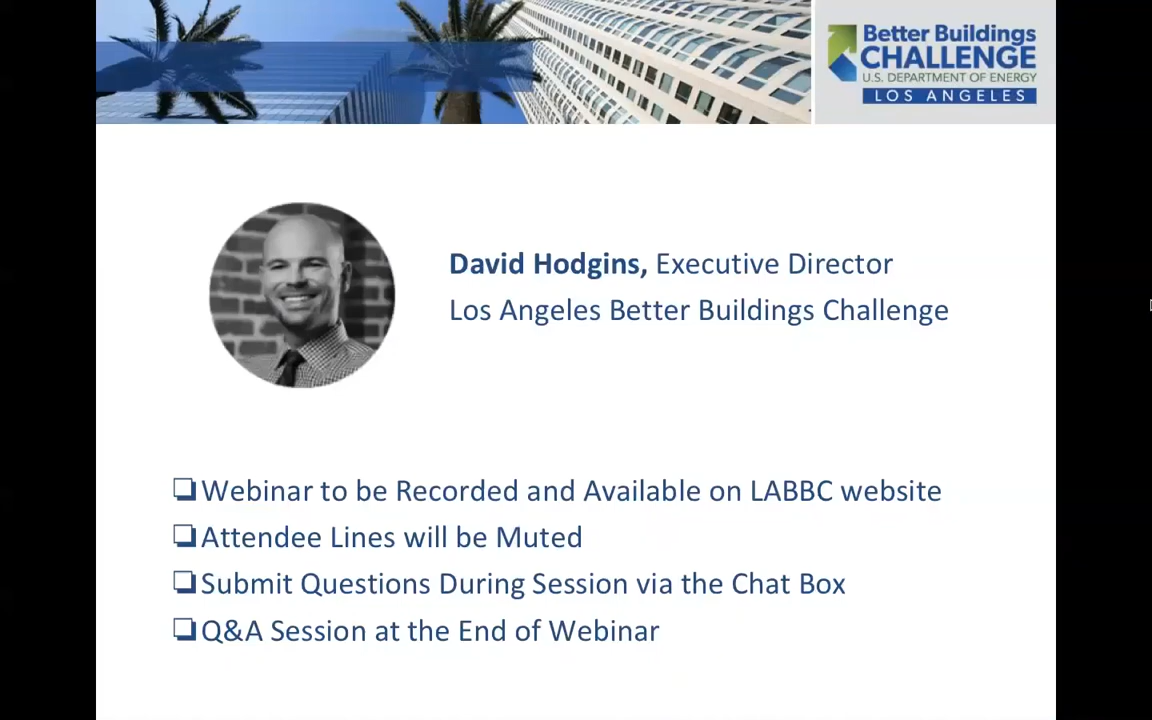 Better Buildings
CHALLENGE
U.S. DEPARTMENT OF ENERGY
LOS ANGELES
David Hodgins, Executive Director
Los Angeles Better Buildings Challenge
❏Webinar to be Recorded and Available on LABBC website
❏Attendee Lines will be Muted
❏Submit Questions During Session via the Chat Box
❏Q&A Session at the End of Webinar